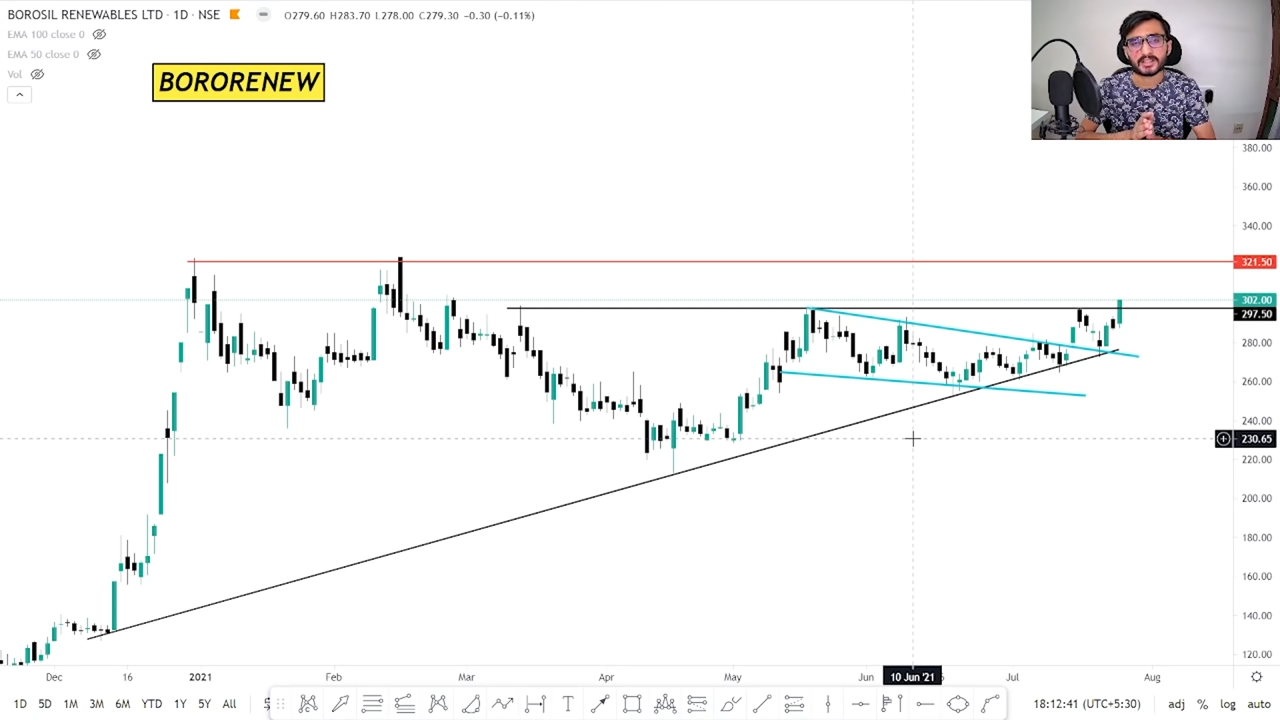 BOROSIL RENEWABLES LTD · 1D · NSE O279.60 H283.70 L278.00 C279.30 -0.30 (-0.11%)
EMA 100 close 0
EMA 50 close 0
Vol
BORORENEW
380.00
360.00
340.00
321.50
302.00
297.50
280.00
260.00
240.00
230.65
220.00
200.00
180.00
160.00
140.00
120.00
Dec 16 2021 Feb Mar Apr May Jun 10 Jun '21 Jul Aug
1D 5D 1M 3M 6M YTD 1Y 5Y All 18:12:41 (UTC+5:30) adj % log auto